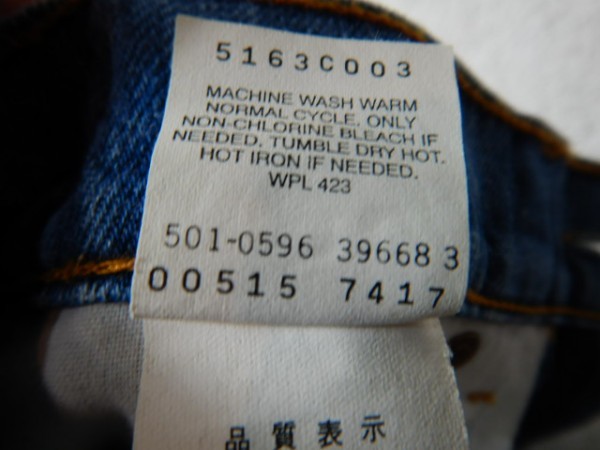 5163C003
MACHINE WASH WARM
NORMAL CYCLE. ONLY
NON-CHLORINE BLEACH IF
NEEDED. TUMBLE DRY HOT.
HOT IRON IF NEEDED.
WPL 423
501-0596 39668 3
00515 7417
品質表示